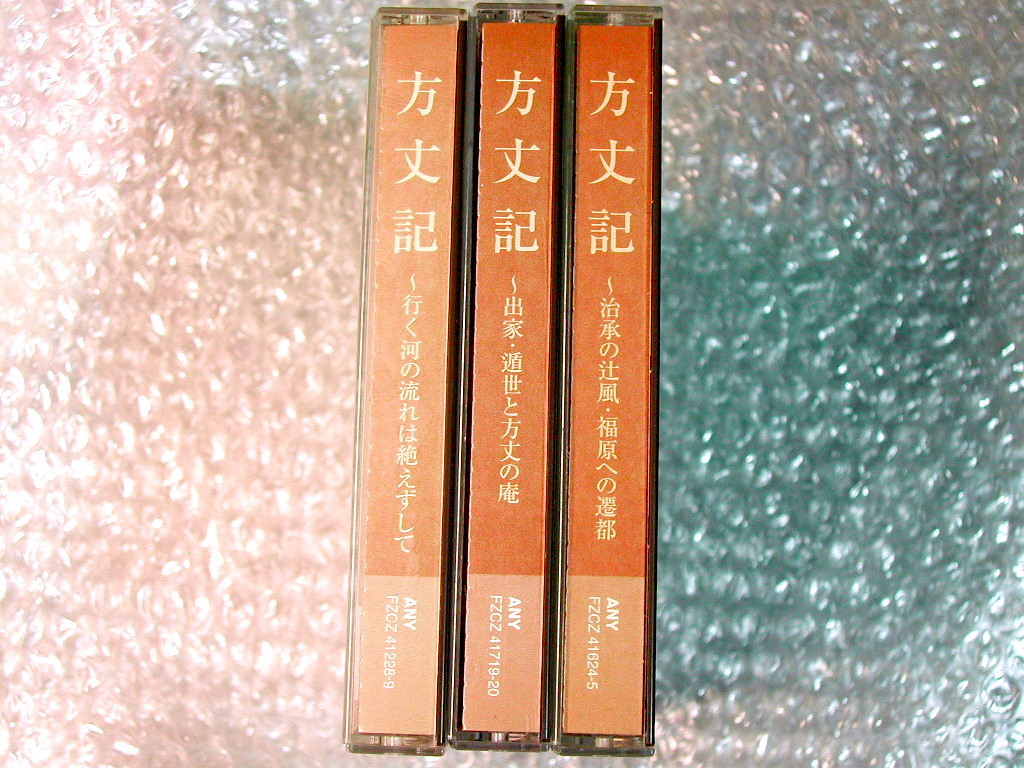 方丈記
～行く河の流れは絶えずして
ANY
FZCZ 41228-9
方丈記
～出家・遁世と方丈の庵
ANY
FZCZ 41719-20
方丈記
～治承の辻風・福原への遷都
ANY
FZCZ 41624-5